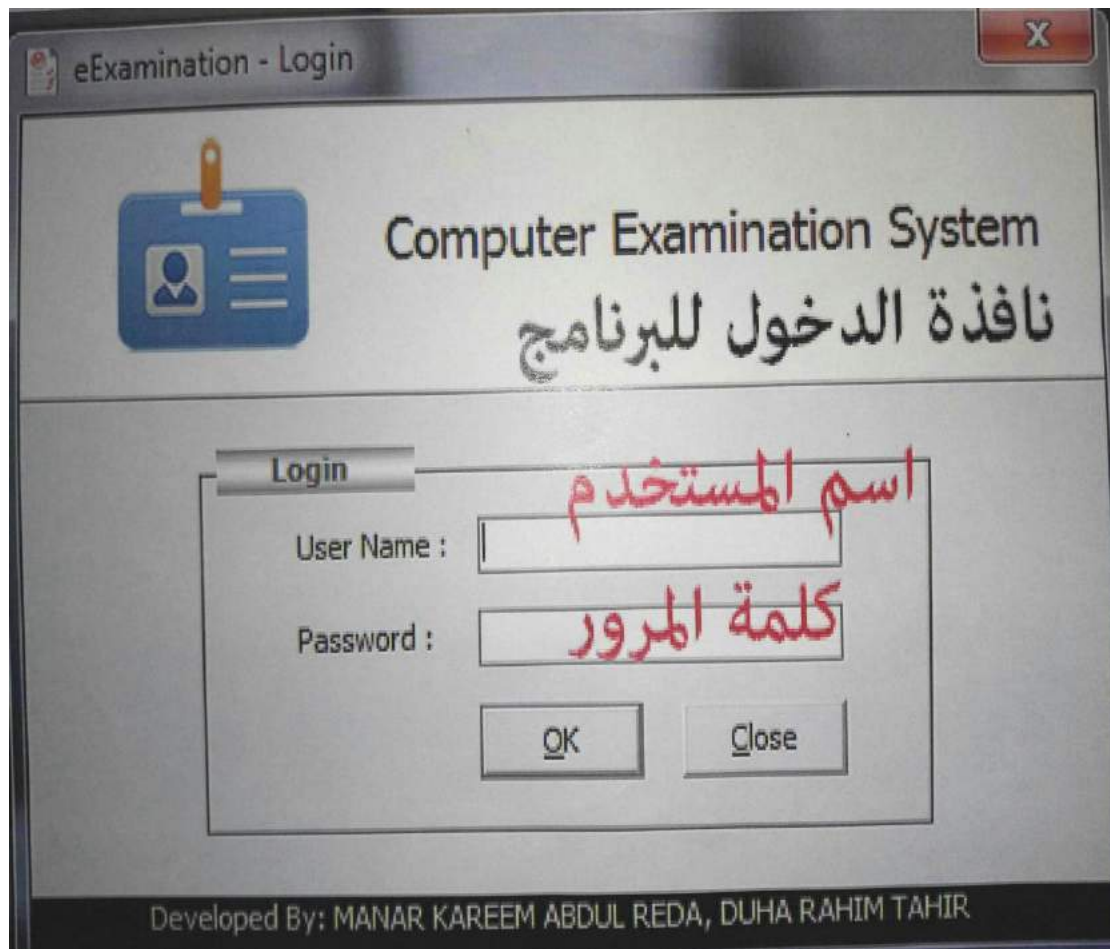 eExamination - Login
X
Computer Examination System
نافذة الدخول للبرنامج
Login
اسم المستخدم
User Name :
كلمة المرور
Password :
OK
Close
Developed By: MANAR KAREEM ABDUL REDA, DUHA RAHIM TAHIR